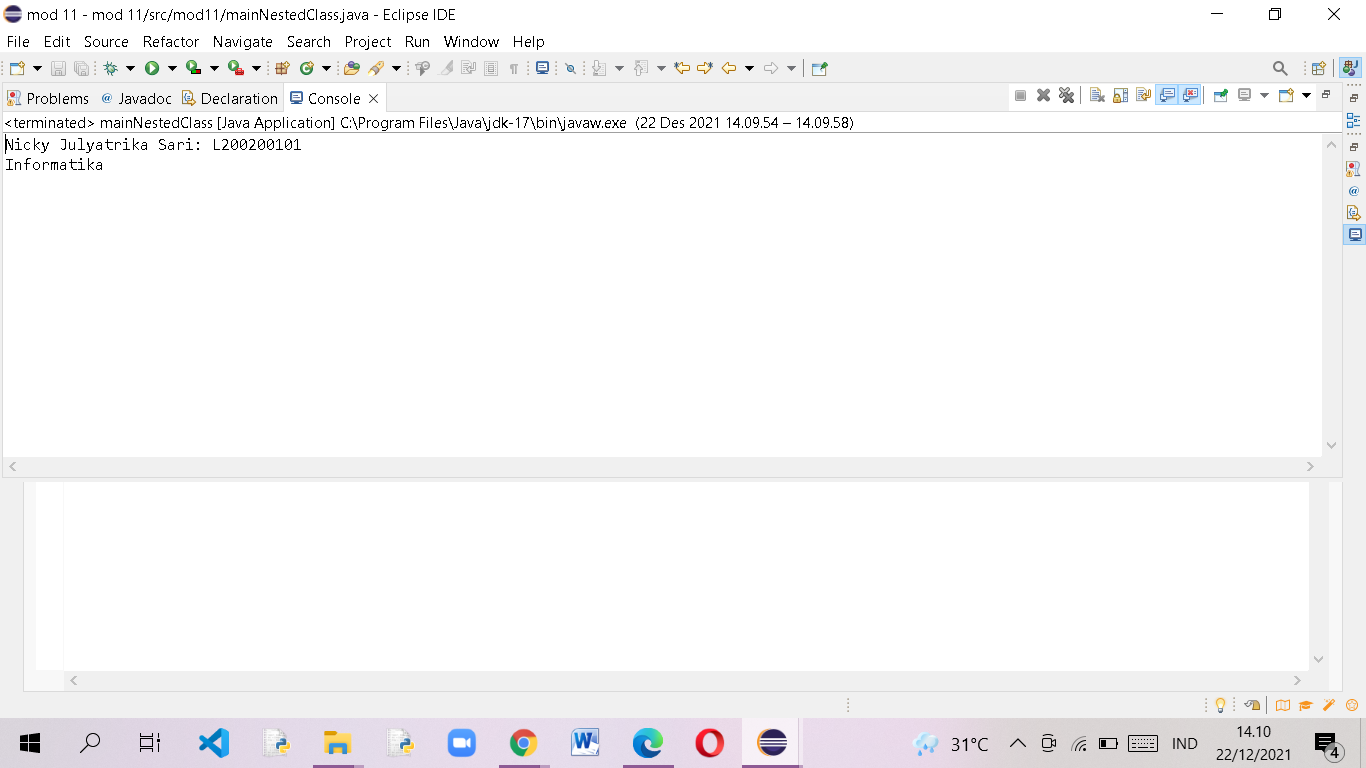 mod 11 - mod 11/src/mod11/mainNestedClass.java - Eclipse IDE
File Edit Source Refactor Navigate Search Project Run Window Help
Problems @ Javadoc Declaration Console
<terminated> mainNestedClass [Java Application] C:\Program Files\Java\jdk-17\bin\javaw.exe (22 Des 2021 14.09.54 – 14.09.58)
Nicky Julyatrika Sari: L200200101
Informatika
31°C
IND
14.10
22/12/2021
4